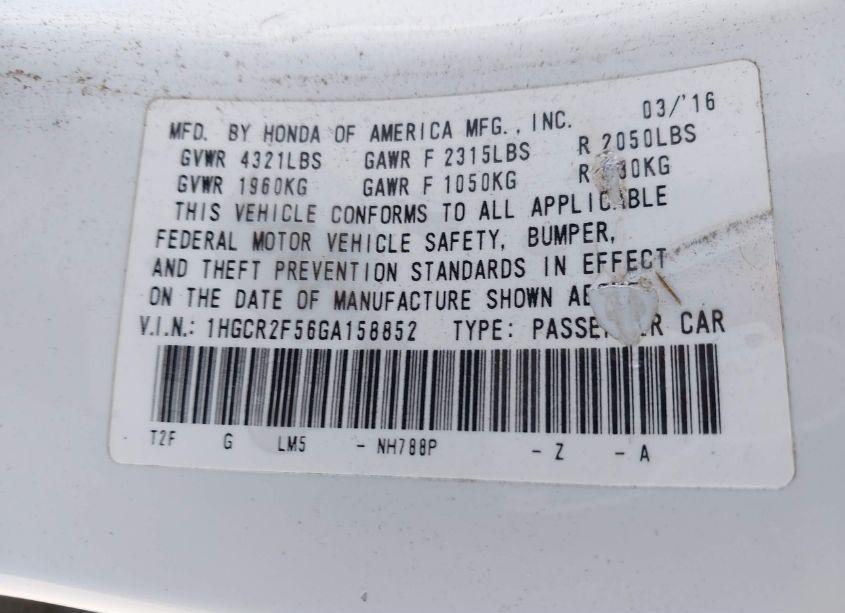 03/'16
MFD. BY HONDA OF AMERICA MFG., INC.
GVWR 4321LBS GAWR F 2315LBS R 2050LBS
GVWR 1960KG GAWR F 1050KG R
THIS VEHICLE CONFORMS TO ALL APPLICABLE
FEDERAL MOTOR VEHICLE SAFETY, BUMPER,
AND THEFT PREVENTION STANDARDS IN EFFECT
ON THE DATE OF MANUFACTURE SHOWN
V.I.N.: 1HGCR2F56GA158852 TYPE: PASSENGER CAR
T2F G LM5 - NH788P - Z - A